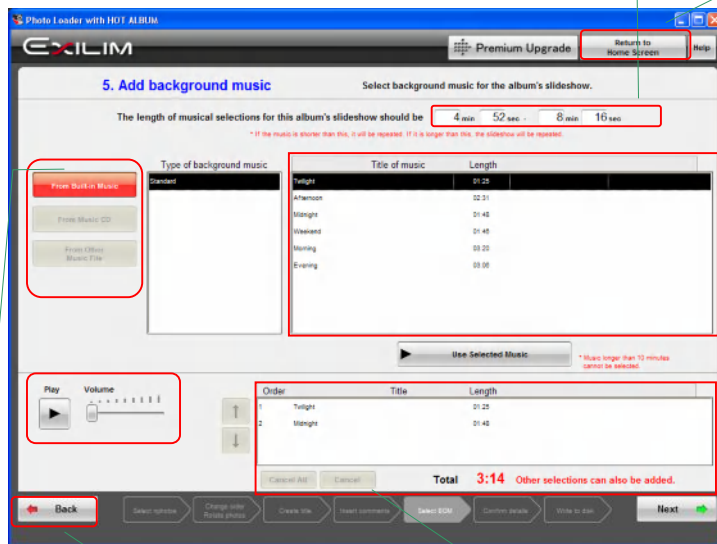 Photo Loader with HOT ALBUM
EXILIM
Premium Upgrade
Return to
Home Screen
Help
5. Add background music
Select background music for the album's slideshow.
The length of musical selections for this album's slideshow should be 4 min 52 sec - 8 min 16 sec
* If the music is shorter than this, it will be repeated. If it is longer than this, the slideshow will be repeated.
Type of background music
Title of music Length
From Built-in Music
From Music CD
From Other
Music File
Standard
Twilight 01:25
Afternoon 02:31
Midnight 01:48
Weekend 01:46
Morning 03:20
Evening 03:06
Use Selected Music
* Music longer than 10 minutes
cannot be selected.
Play Volume
Order Title Length
1 Twilight 01:25
2 Midnight 01:48
Cancel All Cancel
Total 3:14 Other selections can also be added.
Back
Select options
Change order
Rotate photos
Create title
Insert comments
Select BGM
Confirm details
Write to disk
Next